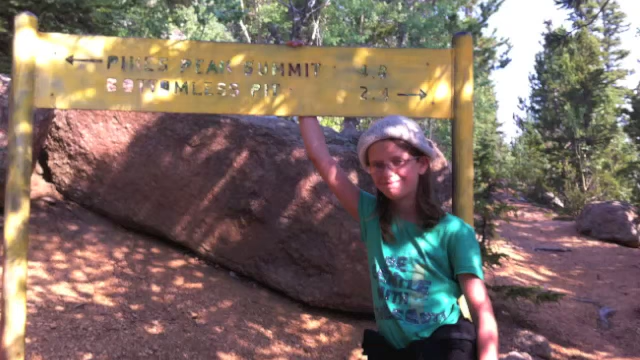 ← PIKES PEAK SUMMIT 4.8
BOTTOMLESS PIT 2.4 →